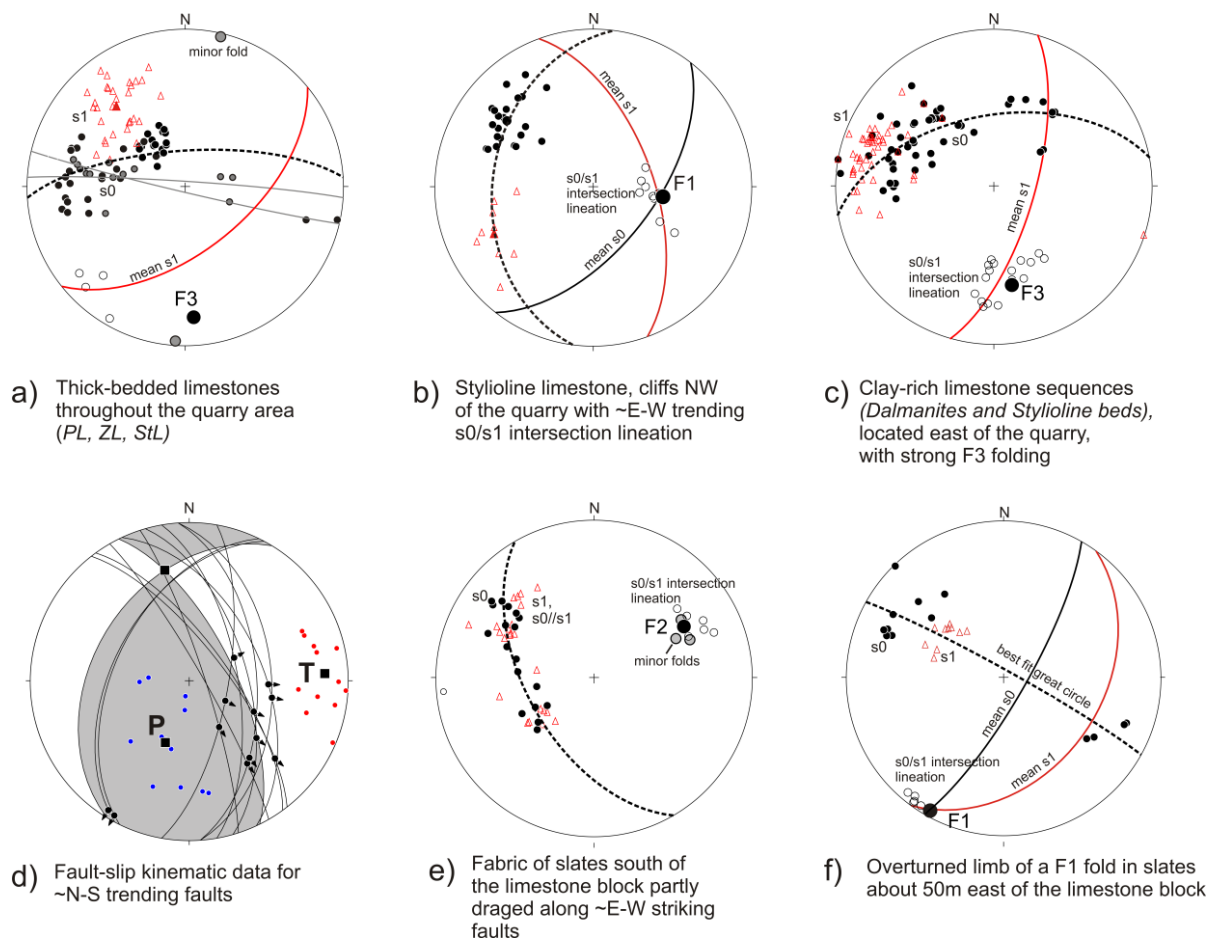 N
minor fold
s1
s0
mean s1
F3
a) Thick-bedded limestones
throughout the quarry area
(PL, ZL, StL)
N
mean s1
s0/s1
intersection
lineation
F1
mean s0
b) Stylioline limestone, cliffs NW
of the quarry with ~E-W trending
s0/s1 intersection lineation
N
s1
s0
mean s1
s0/s1
intersection
lineation
F3
c) Clay-rich limestone sequences
(Dalmanites and Stylioline beds),
located east of the quarry,
with strong F3 folding
N
T
P
d) Fault-slip kinematic data for
~N-S trending faults
N
s0/s1 intersection
lineation
s0
s1,
s0//s1
F2
minor folds
e) Fabric of slates south of
the limestone block partly
draged along ~E-W striking
faults
N
s0
s1
best fit great circle
mean s0
mean s1
s0/s1 intersection
lineation
F1
f) Overturned limb of a F1 fold in slates
about 50m east of the limestone block